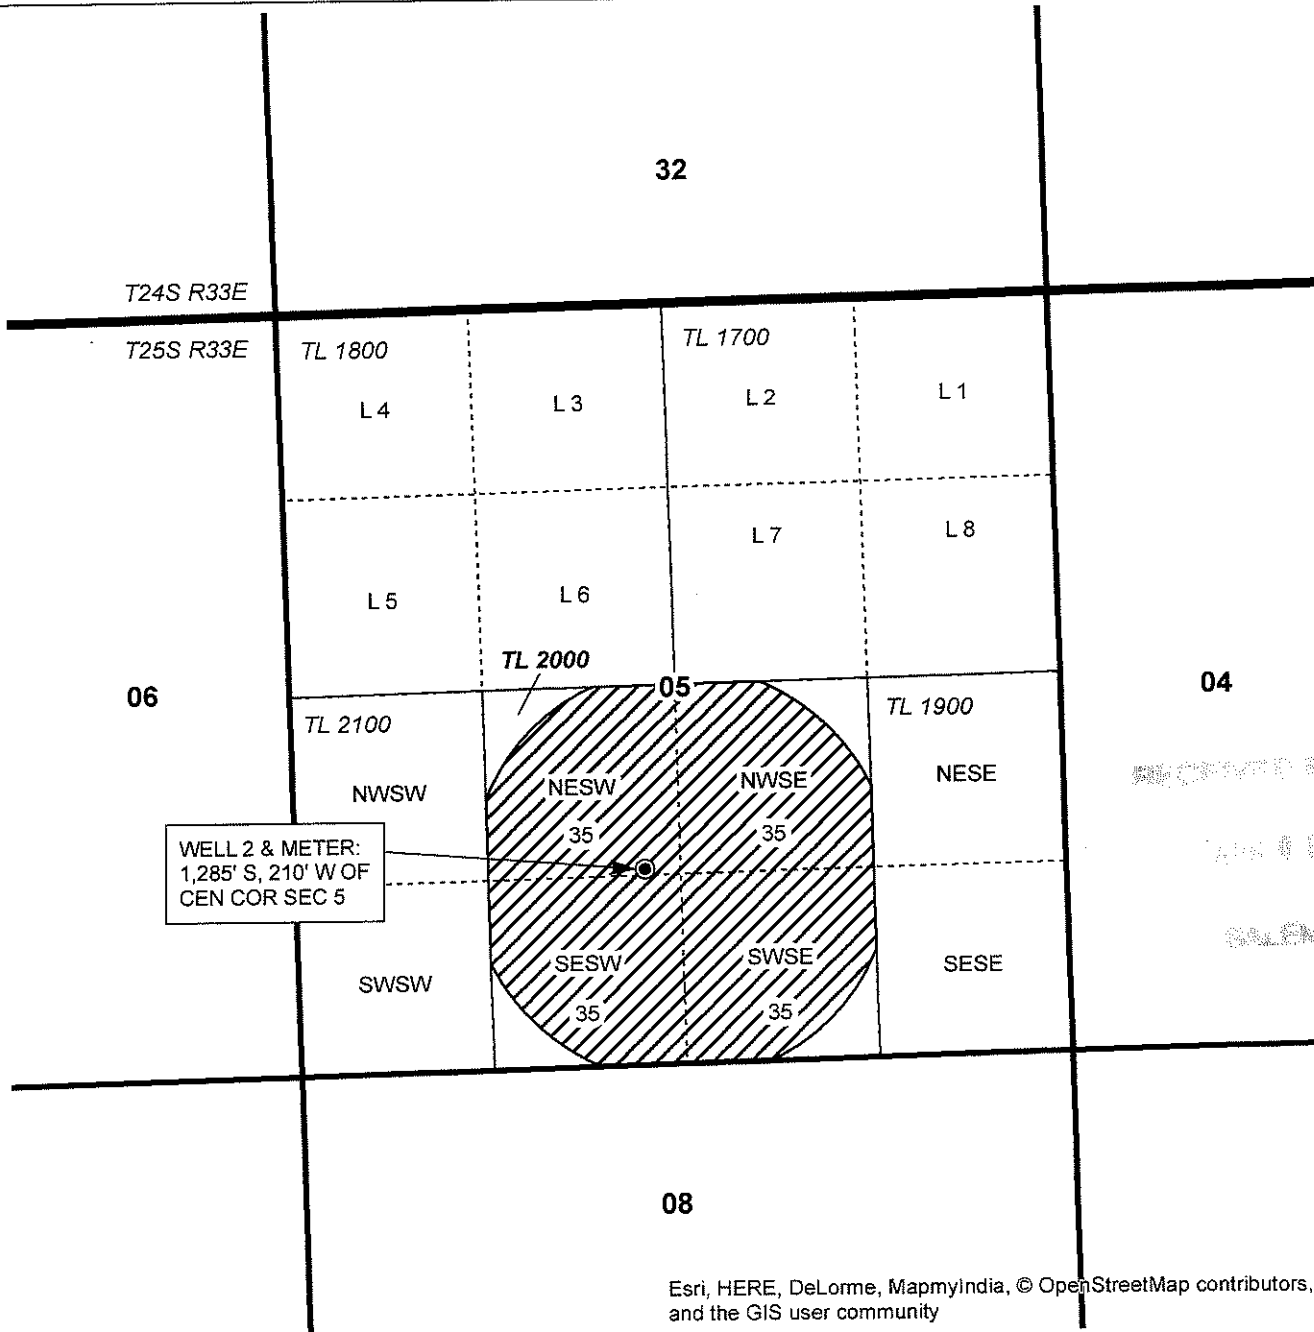 32
T24S R33E
T25S R33E
TL 1800
TL 1700
L 4
L 3
L 2
L 1
L 5
L 6
L 7
L 8
TL 2000
06
05
04
TL 2100
TL 1900
NWSW
NESW
NWSE
NESE
35
35
WELL 2 & METER:
1,285' S, 210' W OF
CEN COR SEC 5
SWSW
SESW
SWSE
SESE
35
35
RECEIVED
SALEM
08
Esri, HERE, DeLorme, MapmyIndia, © OpenStreetMap contributors,
and the GIS user community